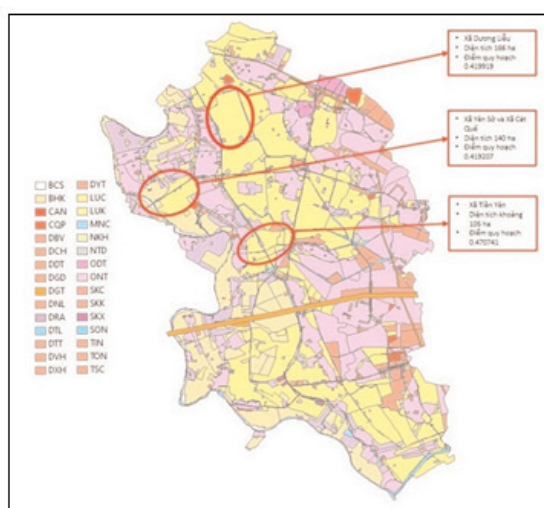 • Xã Dương Liễu
• Diện tích 166 ha
• Điểm quy hoạch
0.419919
• Xã Yên Sở và Xã Cát
Quế
• Diện tích 140 ha
• Điểm quy hoạch
0.419207
• Xã Tiền Yên
• Diện tích khoảng
105 ha
• Điểm quy hoạch
0.470741
BCS
BHK
CAN
CQP
DBV
DCH
DDT
DGD
DGT
DNL
DRA
DTL
DTT
DVH
DXH
DYT
LUC
LUK
MNC
NKH
NTD
ODT
ONT
SKC
SKK
SKX
SON
TIN
TON
TSC